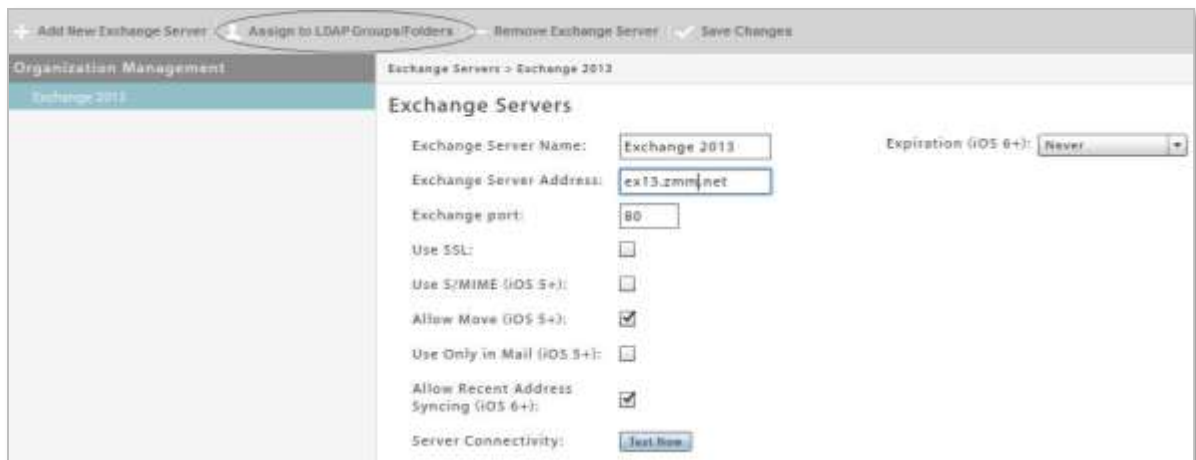 Add New Exchange Server Assign to LDAP Groups/Folders Remove Exchange Server Save Changes
Organization Management
Exchange 2013
Exchange Servers > Exchange 2013
Exchange Servers
Exchange Server Name: Exchange 2013 Expiration (iOS 6+): Never
Exchange Server Address: ex13.zmm.net
Exchange port: 80
Use SSL:
Use S/MIME (iOS 5+):
Allow Move (iOS 5+):
Use Only in Mail (iOS 5+):
Allow Recent Address
Syncing (iOS 6+):
Server Connectivity: Test Now